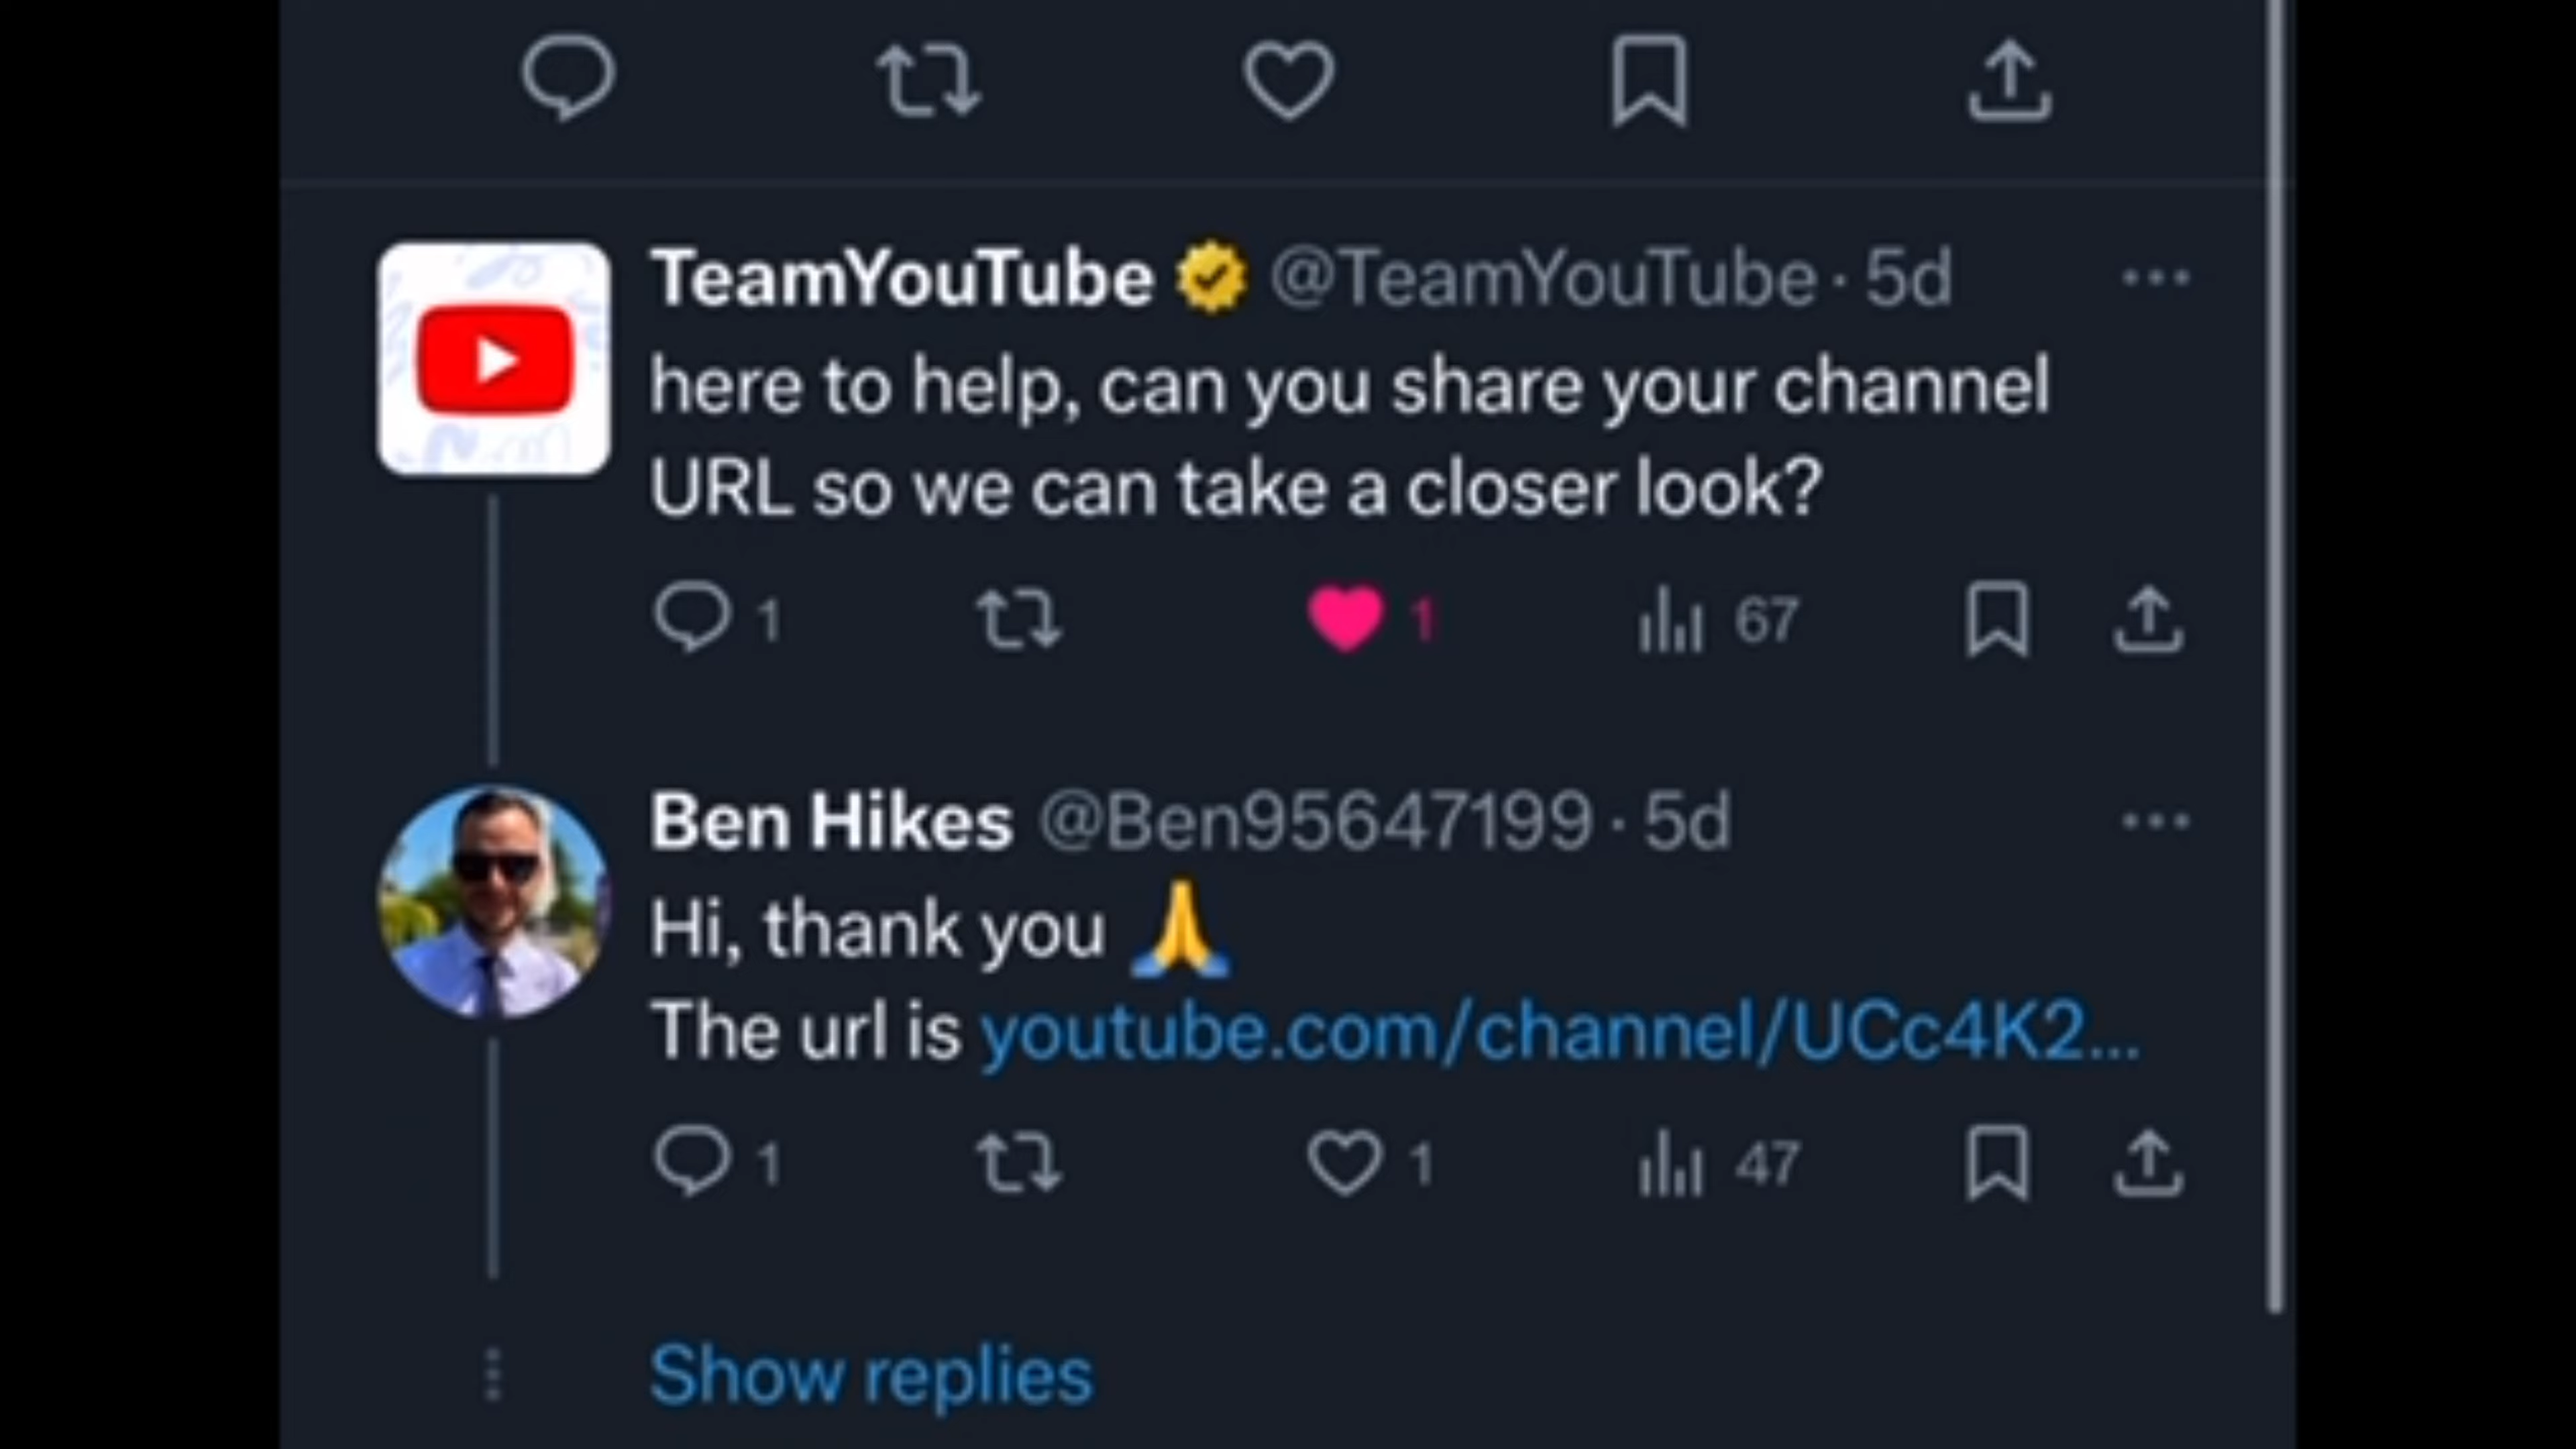 TeamYouTube @TeamYouTube · 5d
here to help, can you share your channel
URL so we can take a closer look?
1 1 67
Ben Hikes @Ben95647199 · 5d
Hi, thank you 🙏
The url is youtube.com/channel/UCc4K2...
1 1 47
Show replies